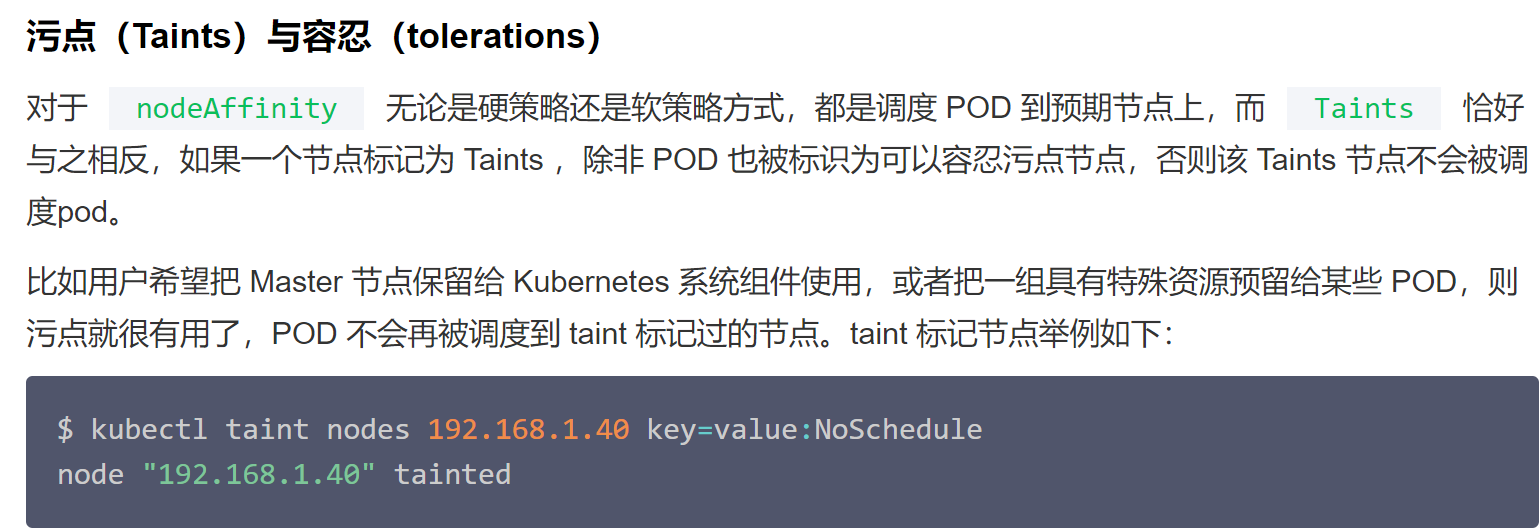 污点（Taints）与容忍（tolerations）
对于 nodeAffinity 无论是硬策略还是软策略方式，都是调度 POD 到预期节点上，而 Taints 恰好
与之相反，如果一个节点标记为 Taints ，除非 POD 也被标识为可以容忍污点节点，否则该 Taints 节点不会被调
度pod。
比如用户希望把 Master 节点保留给 Kubernetes 系统组件使用，或者把一组具有特殊资源预留给某些 POD，则
污点就很有用了，POD 不会再被调度到 taint 标记过的节点。taint 标记节点举例如下：
$ kubectl taint nodes 192.168.1.40 key=value:NoSchedule
node "192.168.1.40" tainted